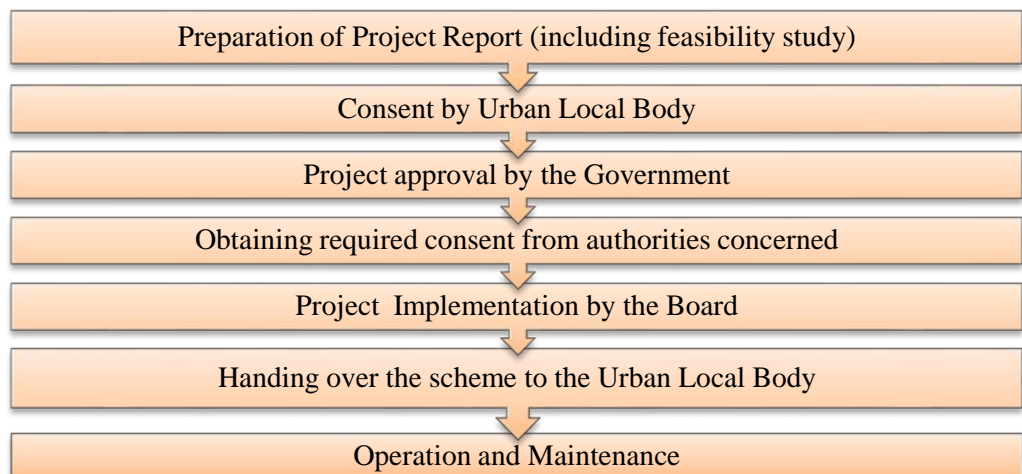 Preparation of Project Report (including feasibility study)
Consent by Urban Local Body
Project approval by the Government
Obtaining required consent from authorities concerned
Project Implementation by the Board
Handing over the scheme to the Urban Local Body
Operation and Maintenance